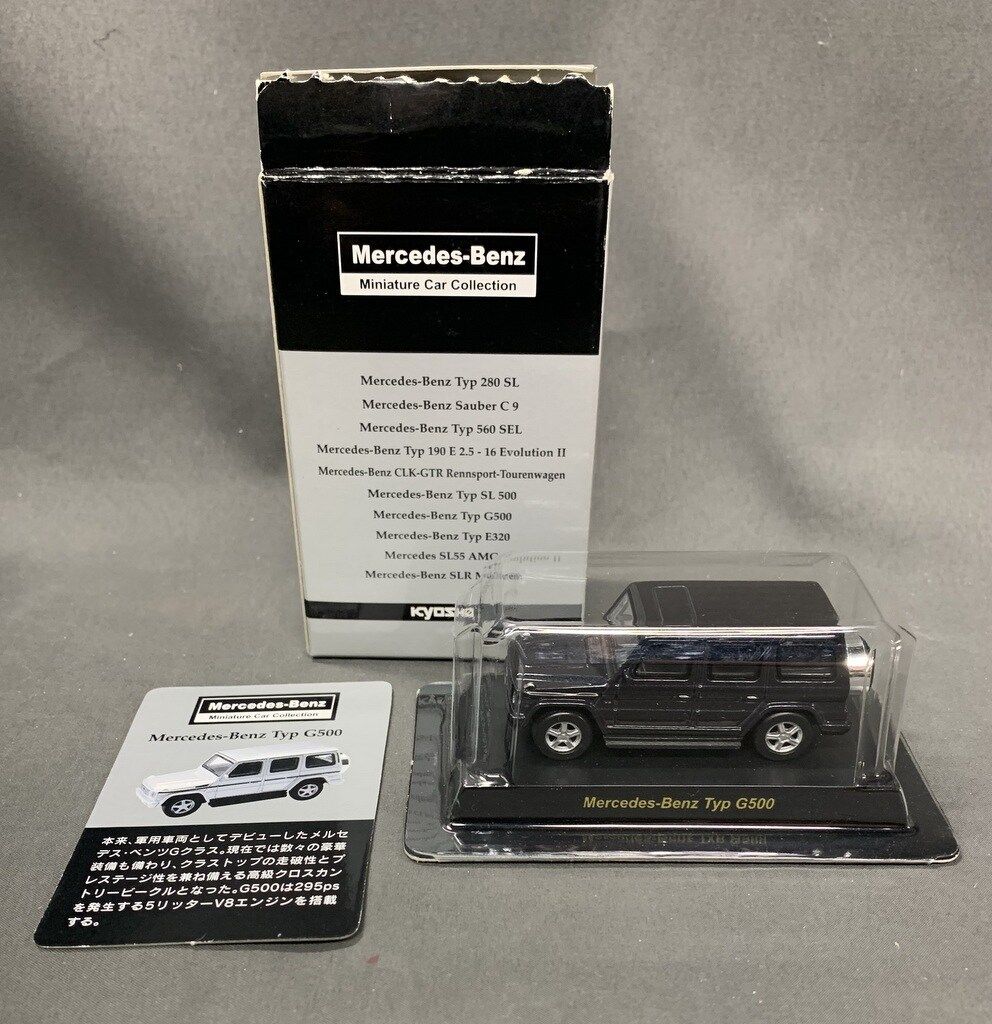 Mercedes-Benz
Miniature Car Collection
Mercedes-Benz Typ 280 SL
Mercedes-Benz Sauber C 9
Mercedes-Benz Typ 560 SEL
Mercedes-Benz Typ 190 E 2.5 - 16 Evolution II
Mercedes-Benz CLK-GTR Rennsport-Tourenwagen
Mercedes-Benz Typ SL 500
Mercedes-Benz Typ G500
Mercedes-Benz Typ E320
Mercedes SL55 AMG
Mercedes-Benz SLR
KYOSHO
Mercedes-Benz
Miniature Car Collection
Mercedes-Benz Typ G500
本来、軍用車両としてデビューしたメルセ
デス・ベンツGクラス。現在では数々の豪華
装備も備わり、クラストップの走破性とプ
レステージ性を兼ね備える高級クロスカン
トリービークルとなった。G500は295ps
を発生する5リッターV8エンジンを搭載
する。
Mercedes-Benz Typ G500